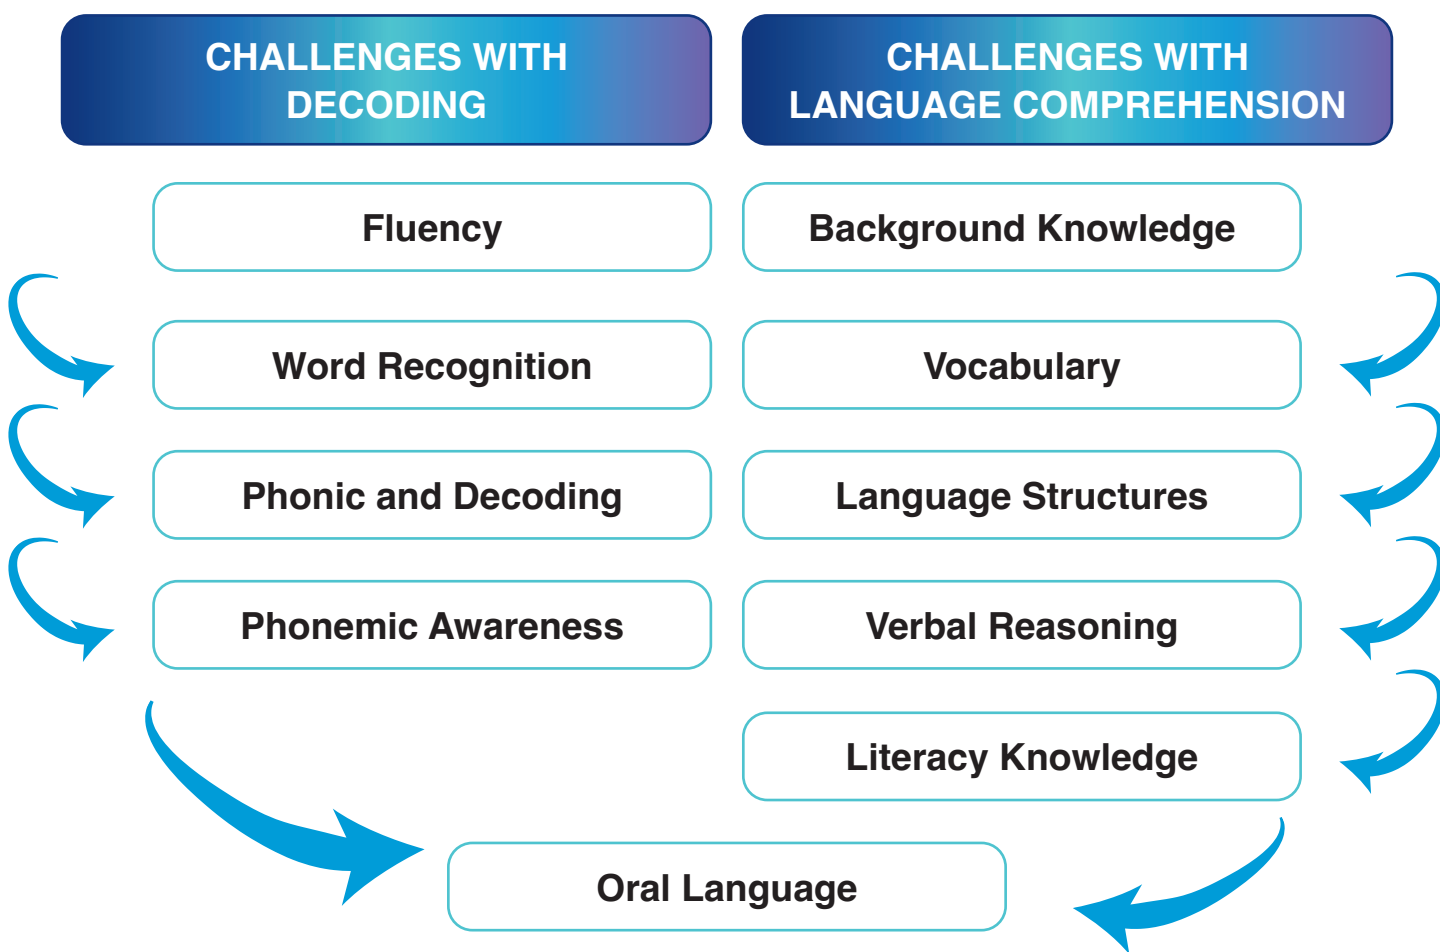 CHALLENGES WITH
DECODING
Fluency
Word Recognition
Phonic and Decoding
Phonemic Awareness
CHALLENGES WITH
LANGUAGE COMPREHENSION
Background Knowledge
Vocabulary
Language Structures
Verbal Reasoning
Literacy Knowledge
Oral Language